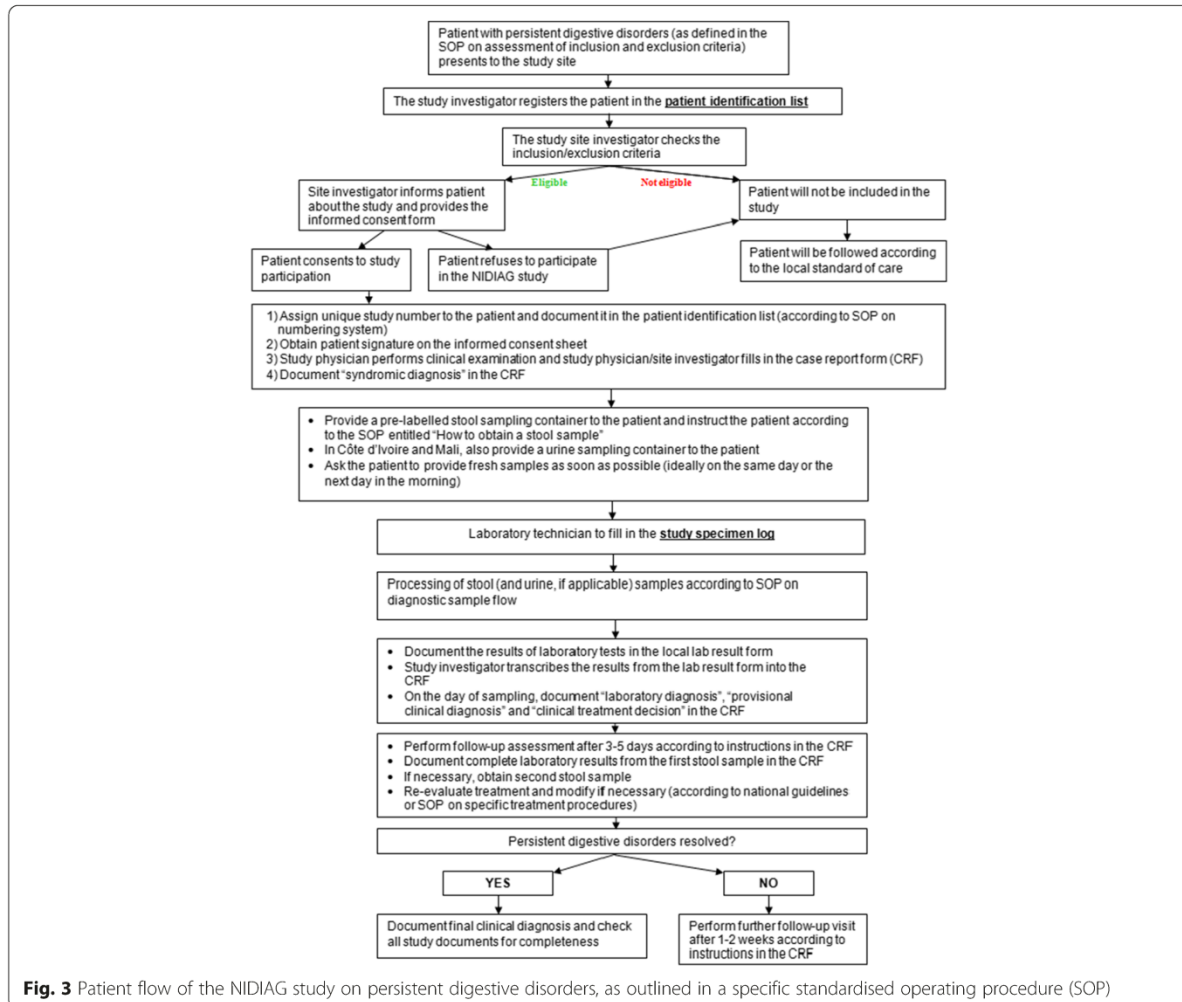 Patient with persistent digestive disorders (as defined in the
SOP on assessment of inclusion and exclusion criteria)
presents to the study site
The study investigator registers the patient in the patient identification list
The study site investigator checks the
inclusion/exclusion criteria
Eligible
Not eligible
Site investigator informs patient
about the study and provides the
informed consent form
Patient will not be included in the
study
Patient consents to study
participation
Patient refuses to participate
in the NIDIAG study
Patient will be followed according
to the local standard of care
1) Assign unique study number to the patient and document it in the patient identification list (according to SOP on
numbering system)
2) Obtain patient signature on the informed consent sheet
3) Study physician performs clinical examination and study physician/site investigator fills in the case report form (CRF)
4) Document “syndromic diagnosis” in the CRF
• Provide a pre-labelled stool sampling container to the patient and instruct the patient according
to the SOP entitled “How to obtain a stool sample”
• In Côte d’Ivoire and Mali, also provide a urine sampling container to the patient
• Ask the patient to provide fresh samples as soon as possible (ideally on the same day or the
next day in the morning)
Laboratory technician to fill in the study specimen log
Processing of stool (and urine, if applicable) samples according to SOP on
diagnostic sample flow
• Document the results of laboratory tests in the local lab result form
• Study investigator transcribes the results from the lab result form into the
CRF
• On the day of sampling, document “laboratory diagnosis”, “provisional
clinical diagnosis” and “clinical treatment decision” in the CRF
• Perform follow-up assessment after 3-5 days according to instructions in the CRF
• Document complete laboratory results from the first stool sample in the CRF
• If necessary, obtain second stool sample
• Re-evaluate treatment and modify if necessary (according to national guidelines
or SOP on specific treatment procedures)
Persistent digestive disorders resolved?
YES
NO
Document final clinical diagnosis and check
all study documents for completeness
Perform further follow-up visit
after 1-2 weeks according to
instructions in the CRF
Fig. 3 Patient flow of the NIDIAG study on persistent digestive disorders, as outlined in a specific standardised operating procedure (SOP)